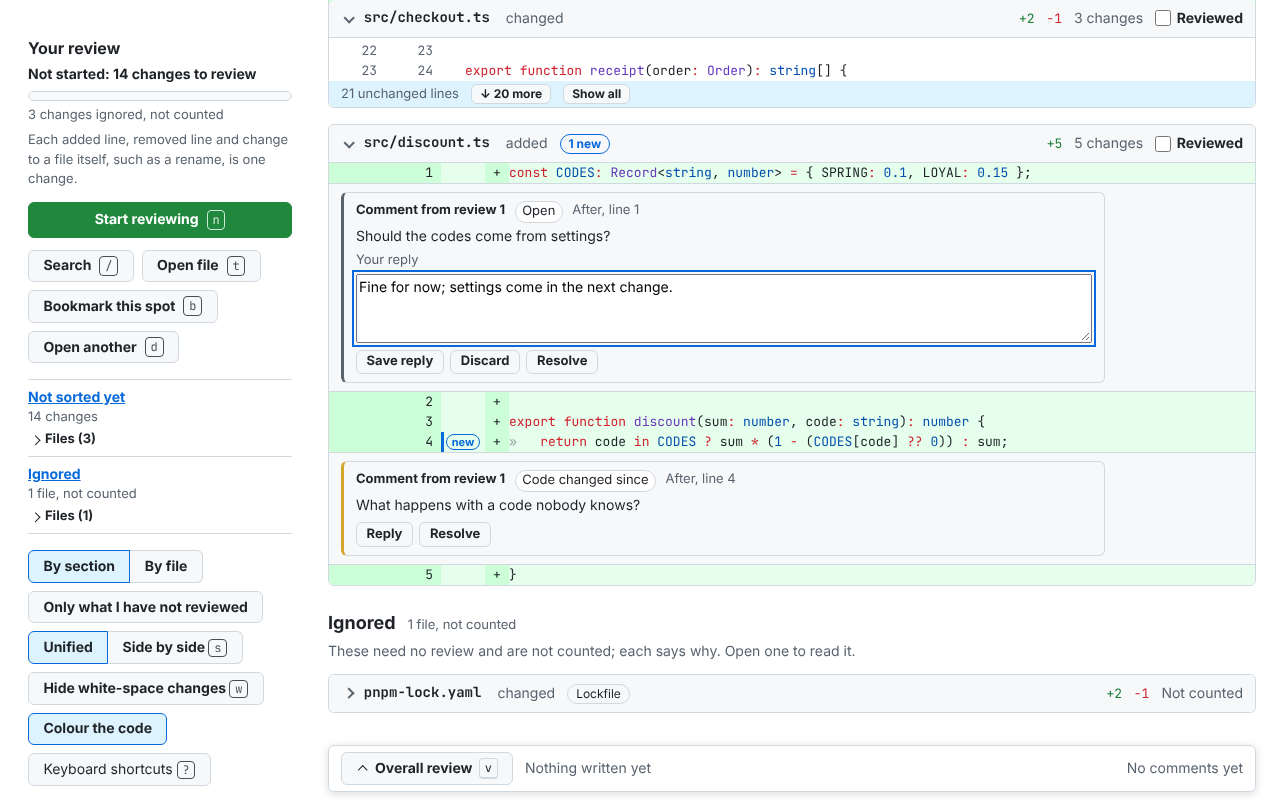 Your review
Not started: 14 changes to review
3 changes ignored, not counted
Each added line, removed line and change
to a file itself, such as a rename, is one
change.
Start reviewing n
Search / Open file t
Bookmark this spot b
Open another d
Not sorted yet
14 changes
Files (3)
Ignored
1 file, not counted
Files (1)
By section By file
Only what I have not reviewed
Unified Side by side s
Hide white-space changes w
Colour the code
Keyboard shortcuts ?
src/checkout.ts changed +2 -1 3 changes Reviewed
22 23
23 24 export function receipt(order: Order): string[] {
21 unchanged lines ↓ 20 more Show all
src/discount.ts added 1 new +5 5 changes Reviewed
1 + const CODES: Record<string, number> = { SPRING: 0.1, LOYAL: 0.15 };
Comment from review 1 Open After, line 1
Should the codes come from settings?
Your reply
Fine for now; settings come in the next change.
Save reply Discard Resolve
2 +
3 + export function discount(sum: number, code: string): number {
4 new + » return code in CODES ? sum * (1 - (CODES[code] ?? 0)) : sum;
Comment from review 1 Code changed since After, line 4
What happens with a code nobody knows?
Reply Resolve
5 + }
Ignored 1 file, not counted
These need no review and are not counted; each says why. Open one to read it.
pnpm-lock.yaml changed Lockfile +2 -1 Not counted
Overall review v Nothing written yet No comments yet